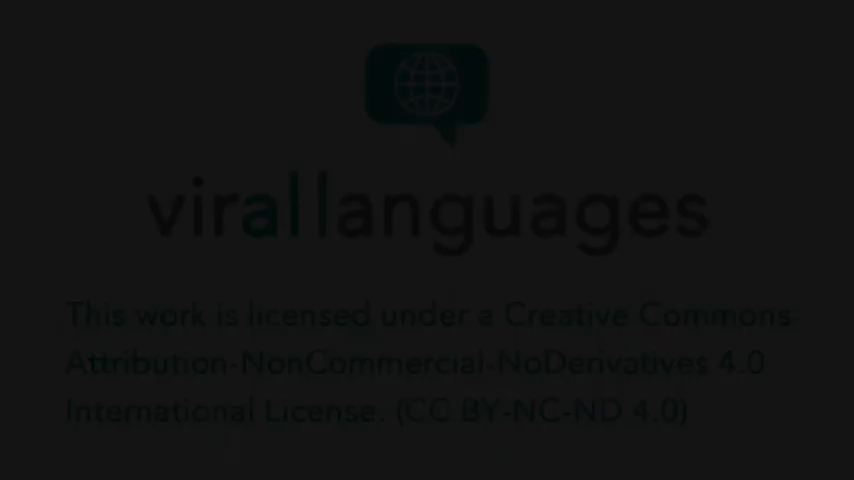 virallanguages
This work is licensed under a Creative Commons
Attribution-NonCommercial-NoDerivatives 4.0
International License. (CC BY-NC-ND 4.0)